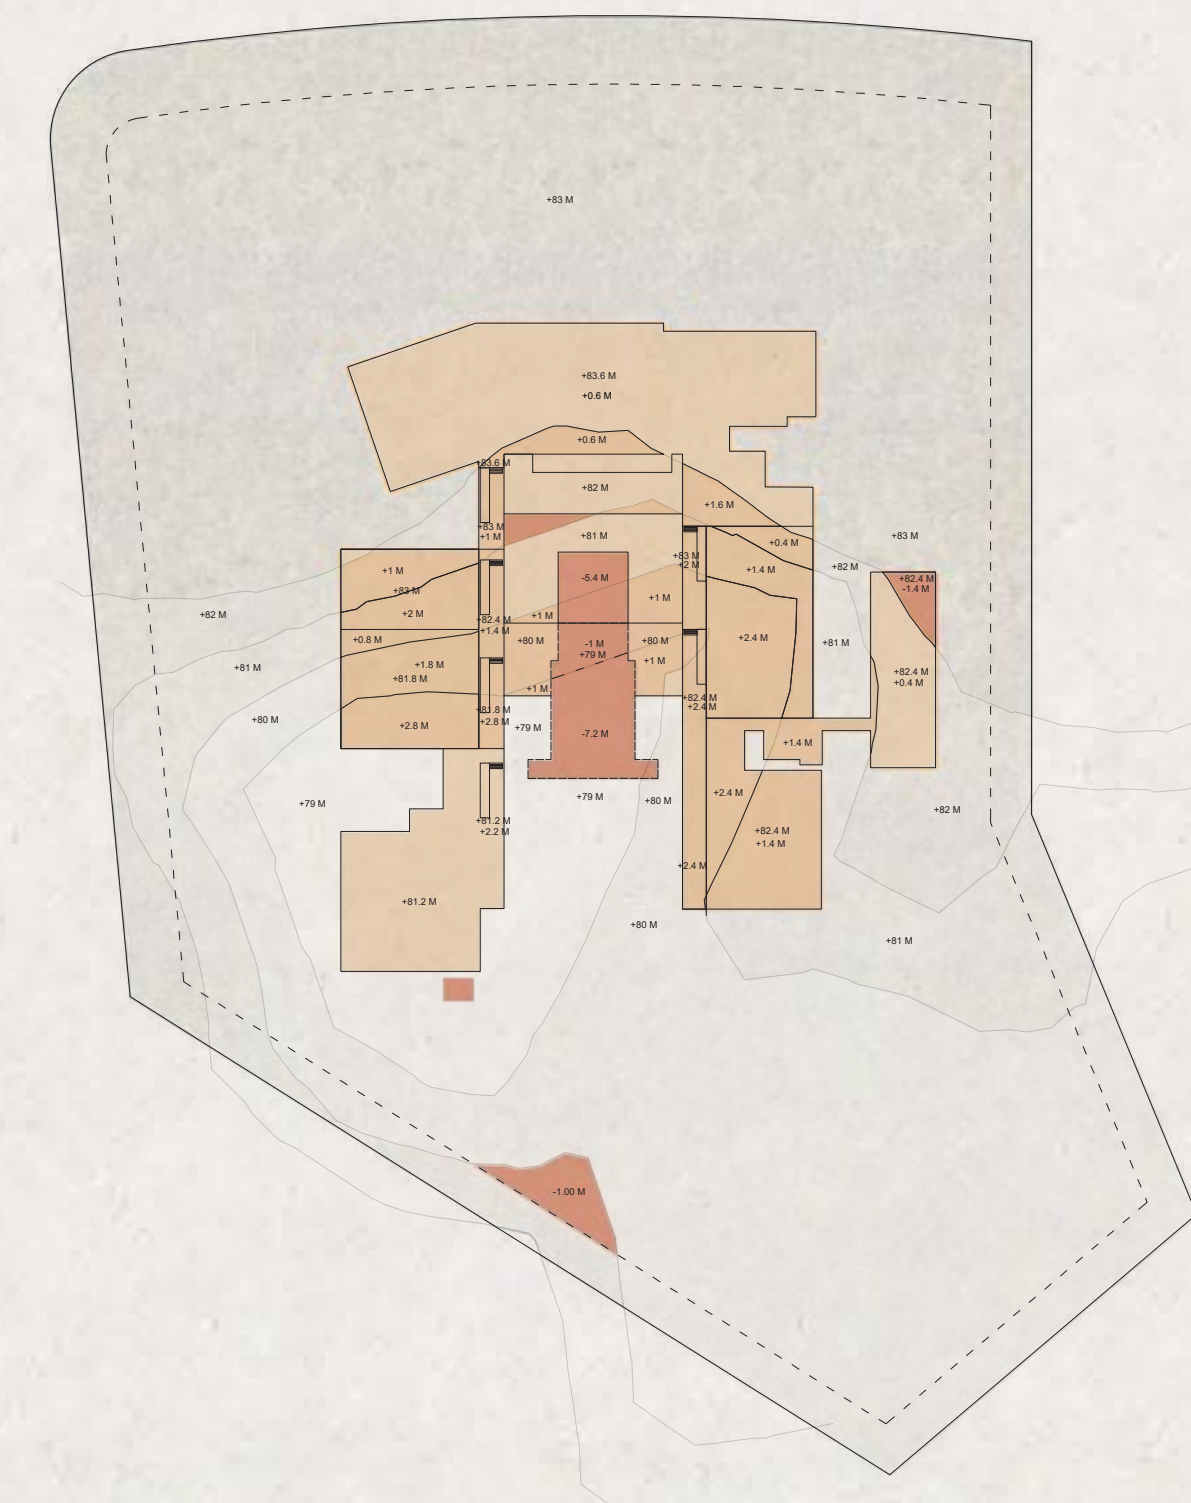 +83 M
+83.6 M
+0.6 M
+0.6 M
+83.6 M
+82 M
+1.6 M
+83 M
+1 M
+81 M
+0.4 M
+83 M
+83 M
+2 M
+82 M
+1 M
+1.4 M
-5.4 M
+82.4 M
-1.4 M
+83 M
+1 M
+2 M
+82 M
+1 M
+82.4 M
+1.4 M
+0.8 M
+80 M
-1 M
+79 M
+80 M
+1 M
+2.4 M
+81 M
+81 M
+1.8 M
+81.8 M
+82.4 M
+0.4 M
+1 M
+82.4 M
+2.4 M
+81.8 M
+2.8 M
+80 M
+2.8 M
+79 M
-7.2 M
+1.4 M
+79 M
+79 M
+80 M
+2.4 M
+82 M
+81.2 M
+2.2 M
+82.4 M
+1.4 M
+2.4 M
+81.2 M
+80 M
+81 M
-1.00 M